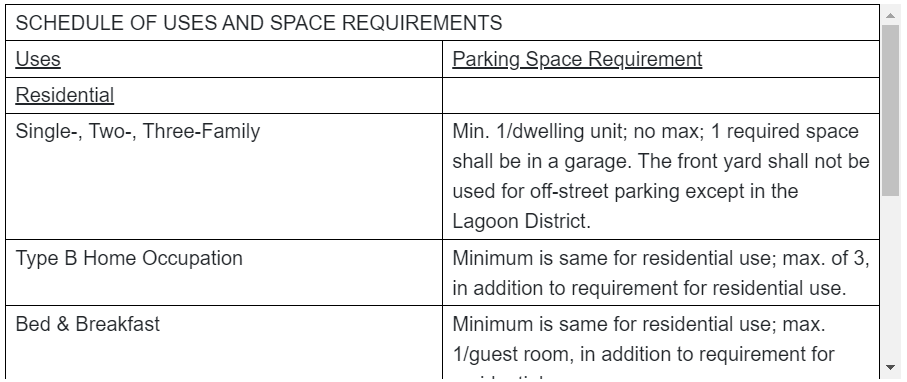 SCHEDULE OF USES AND SPACE REQUIREMENTS
Uses
Parking Space Requirement
Residential
Single-, Two-, Three-Family
Min. 1/dwelling unit; no max; 1 required space
shall be in a garage. The front yard shall not be
used for off-street parking except in the
Lagoon District.
Type B Home Occupation
Minimum is same for residential use; max. of 3,
in addition to requirement for residential use.
Bed & Breakfast
Minimum is same for residential use; max.
1/guest room, in addition to requirement for